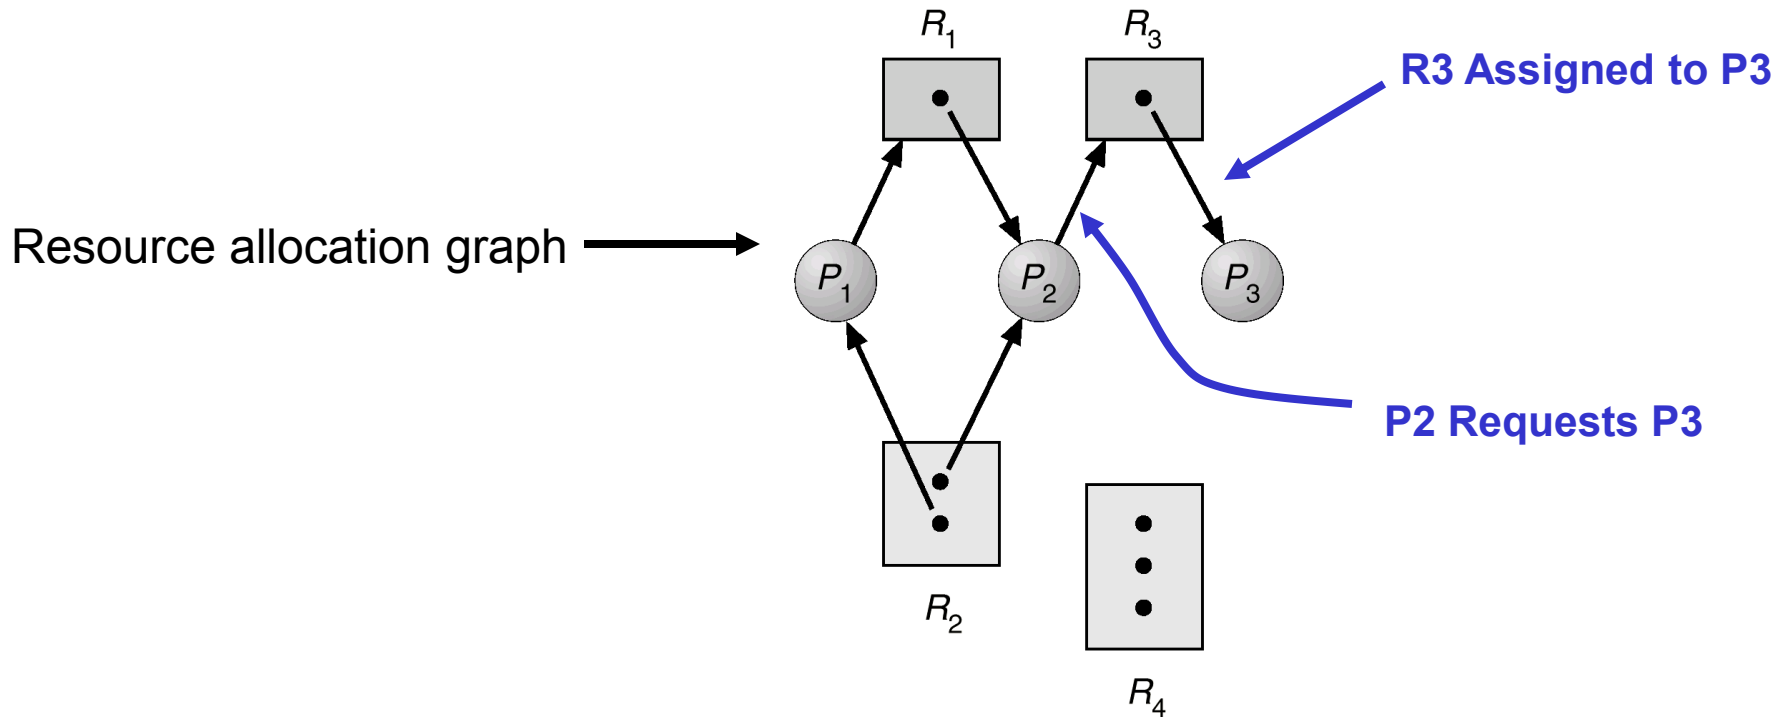 R1
R3
R3 Assigned to P3
Resource allocation graph
P1
P2
P3
P2 Requests P3
R2
R4